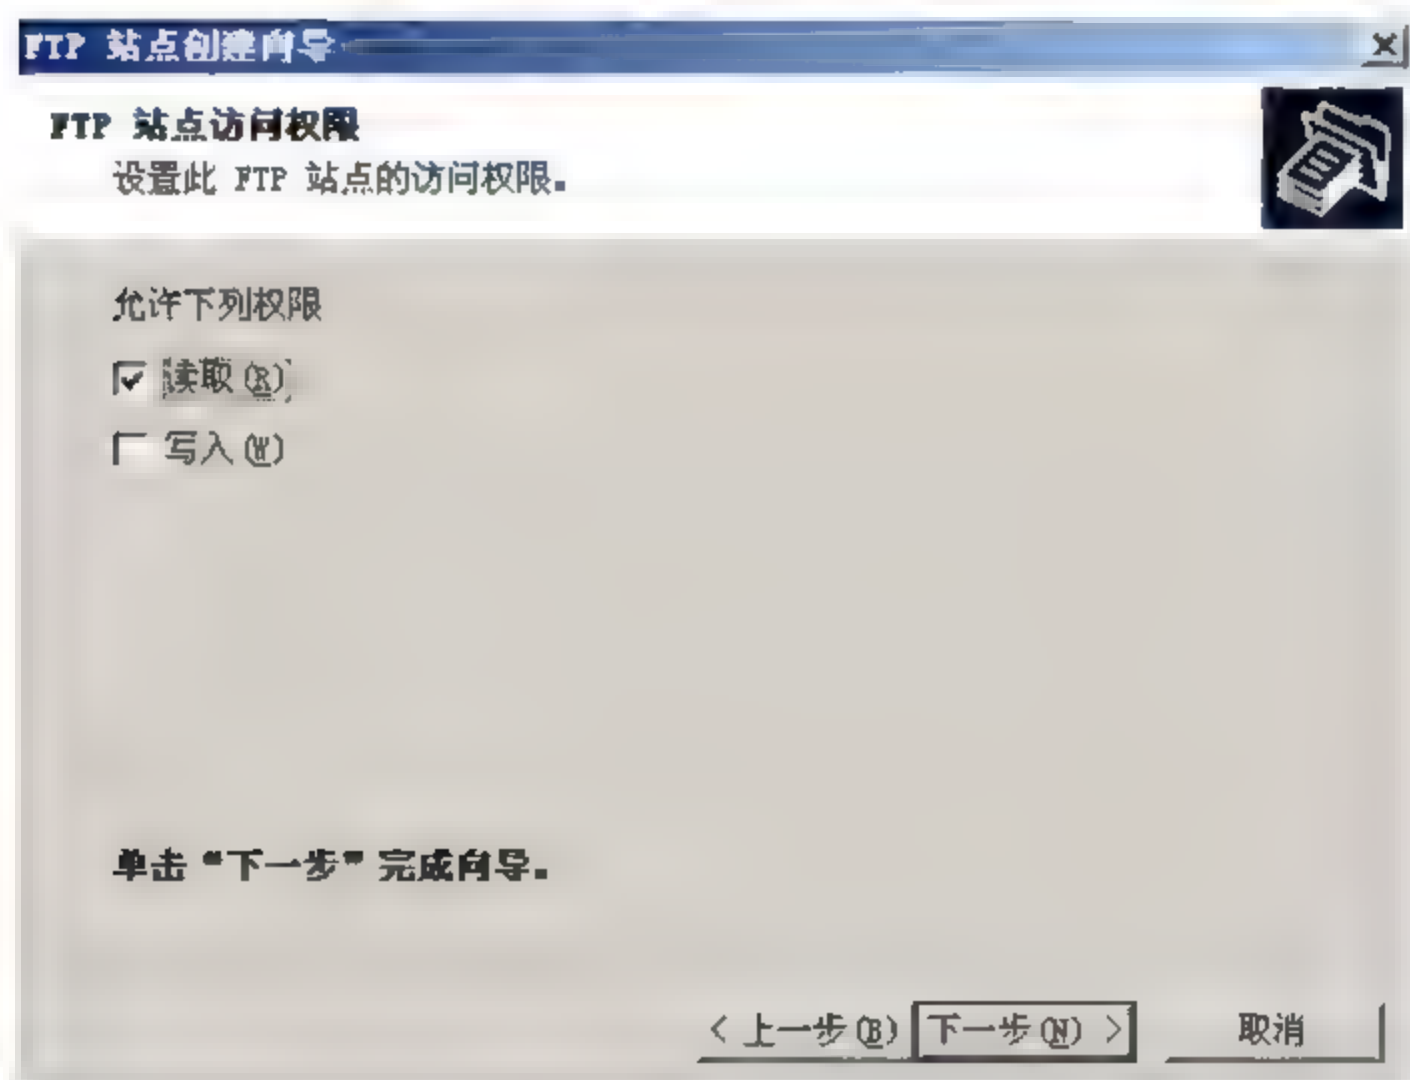 FTP 站点创建向导
FTP 站点访问权限
设置此 FTP 站点的访问权限。
允许下列权限
读取(R)
写入(W)
单击“下一步”完成向导。
< 上一步(B) 下一步(N) > 取消